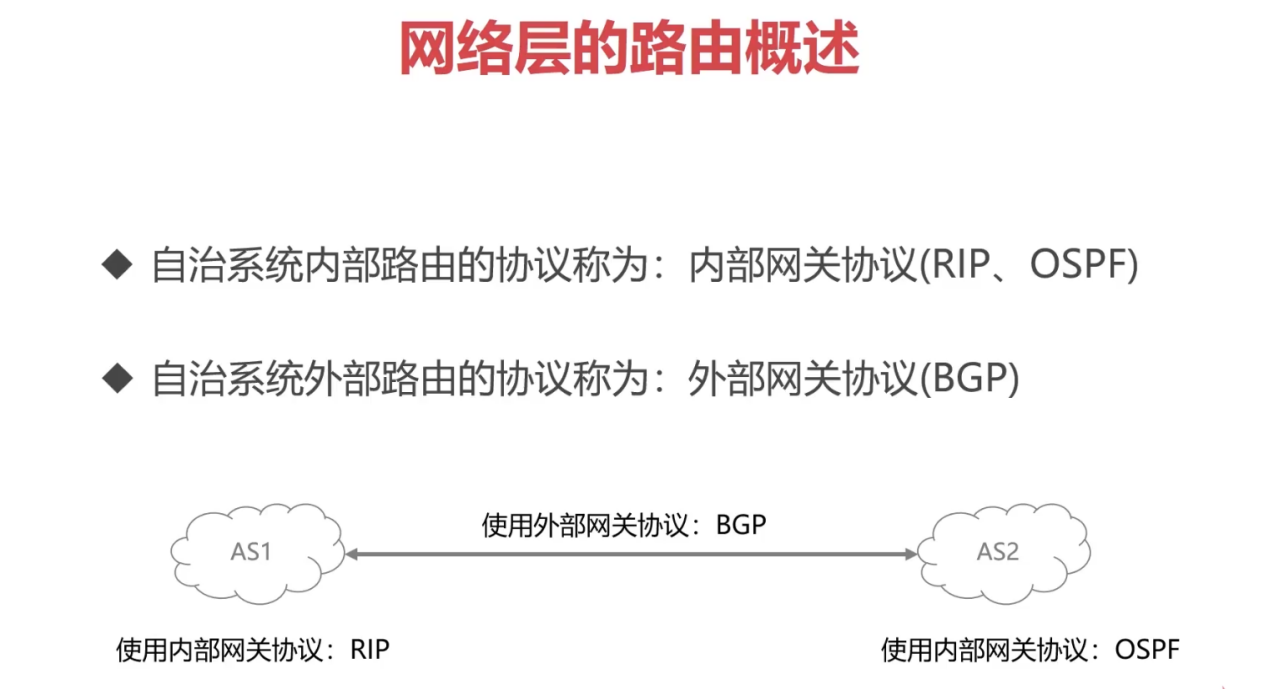 网络层的路由概述
◆ 自治系统内部路由的协议称为：内部网关协议(RIP、OSPF)
◆ 自治系统外部路由的协议称为：外部网关协议(BGP)
使用外部网关协议：BGP
AS1
AS2
使用内部网关协议：RIP
使用内部网关协议：OSPF